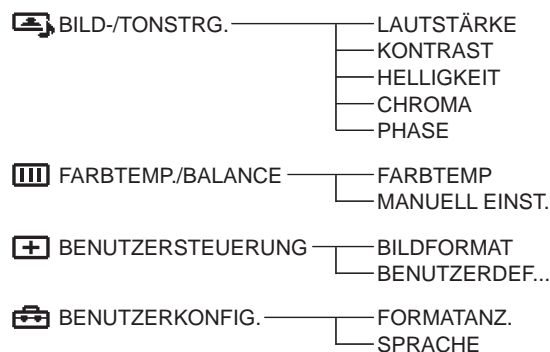 BILD-/TONSTRG. LAUTSTÄRKE
KONTRAST
HELLIGKEIT
CHROMA
PHASE
FARBTEMP./BALANCE FARBTEMP
MANUELL EINST.
BENUTZERSTEUERUNG BILDFORMAT
BENUTZERDEF...
BENUTZERKONFIG. FORMATANZ.
SPRACHE